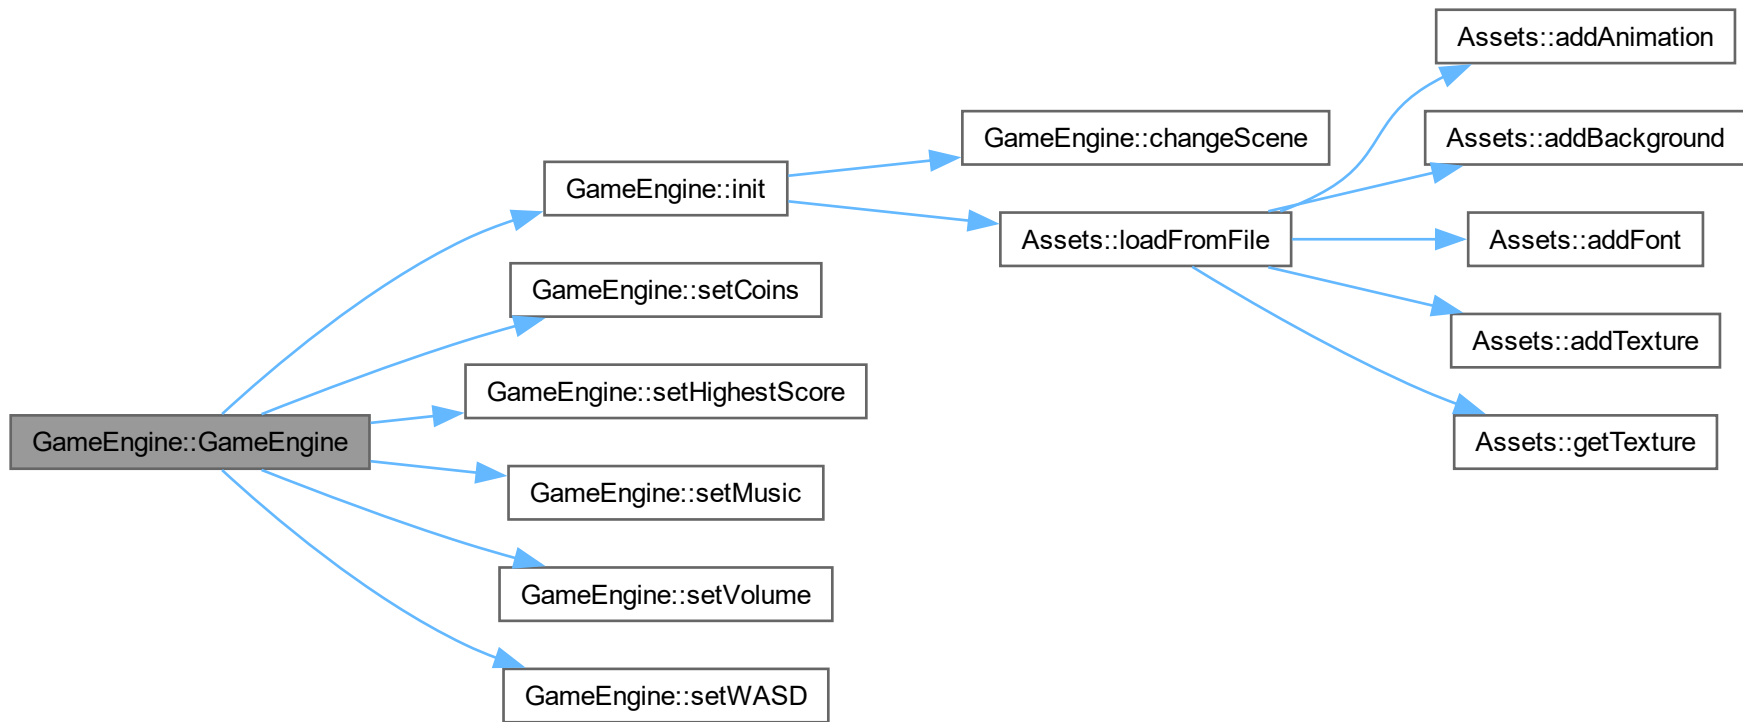 Assets::addAnimation
Assets::addBackground
GameEngine::changeScene
GameEngine::init
Assets::loadFromFile
Assets::addFont
GameEngine::setCoins
Assets::addTexture
GameEngine::setHighestScore
GameEngine::GameEngine
Assets::getTexture
GameEngine::setMusic
GameEngine::setVolume
GameEngine::setWASD